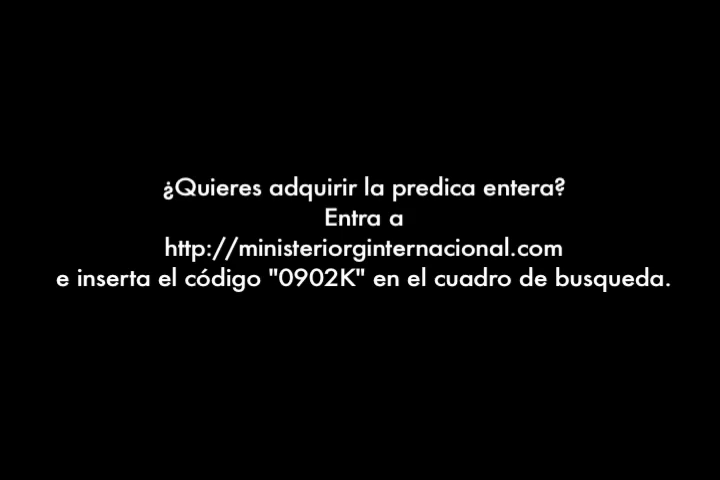 ¿Quieres adquirir la predica entera?
Entra a
http://ministeriorginternacional.com
e inserta el código "0902K" en el cuadro de busqueda.